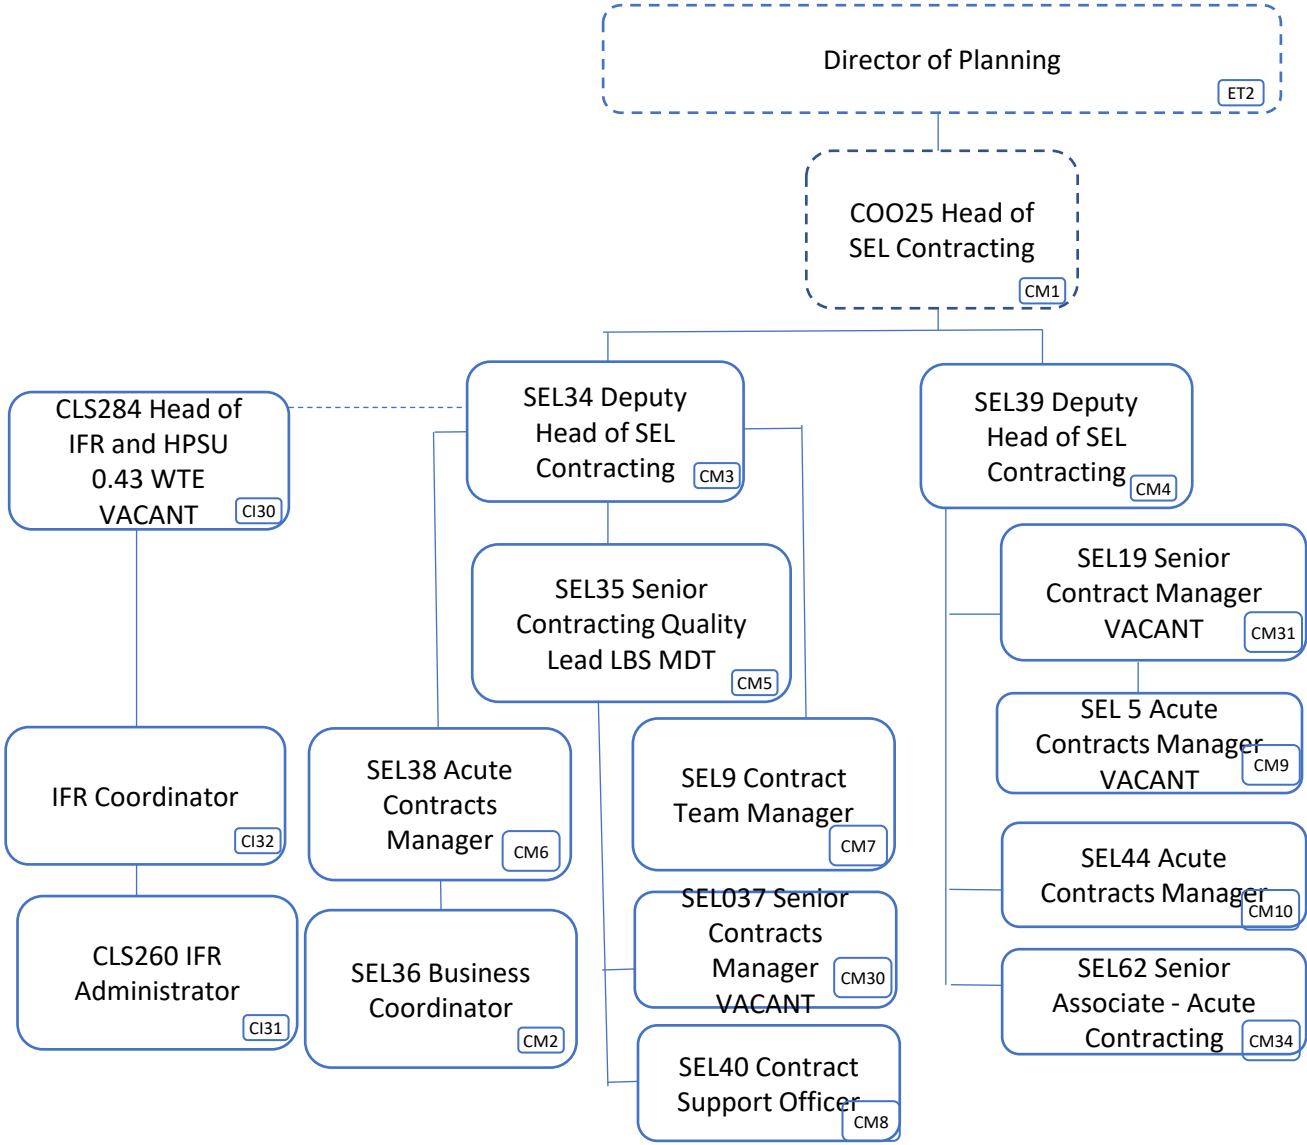 Director of Planning
ET2
COO25 Head of
SEL Contracting
CM1
CLS284 Head of
IFR and HPSU
0.43 WTE
VACANT
CI30
SEL34 Deputy
Head of SEL
Contracting
CM3
SEL39 Deputy
Head of SEL
Contracting
CM4
SEL35 Senior
Contracting Quality
Lead LBS MDT
CM5
SEL19 Senior
Contract Manager
VACANT
CM31
SEL 5 Acute
Contracts Manager
VACANT
CM9
IFR Coordinator
CI32
SEL38 Acute
Contracts
Manager
CM6
SEL9 Contract
Team Manager
CM7
SEL44 Acute
Contracts Manager
CM10
CLS260 IFR
Administrator
CI31
SEL36 Business
Coordinator
CM2
SEL037 Senior
Contracts
Manager
VACANT
CM30
SEL62 Senior
Associate - Acute
Contracting
CM34
SEL40 Contract
Support Officer
CM8